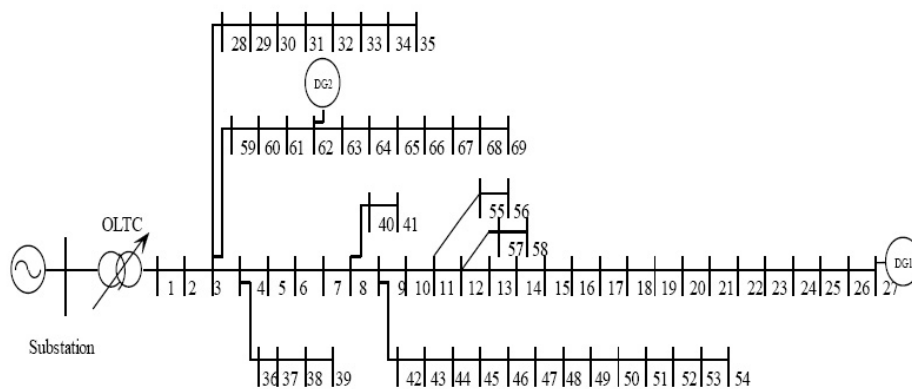 28 29 30 31 32 33 34 35
DG2
59 60 61 62 63 64 65 66 67 68 69
40 41
55 56
57 58
OLTC
DG1
1 2 3 4 5 6 7 8 9 10 11 12 13 14 15 16 17 18 19 20 21 22 23 24 25 26 27
Substation
36 37 38 39
42 43 44 45 46 47 48 49 50 51 52 53 54